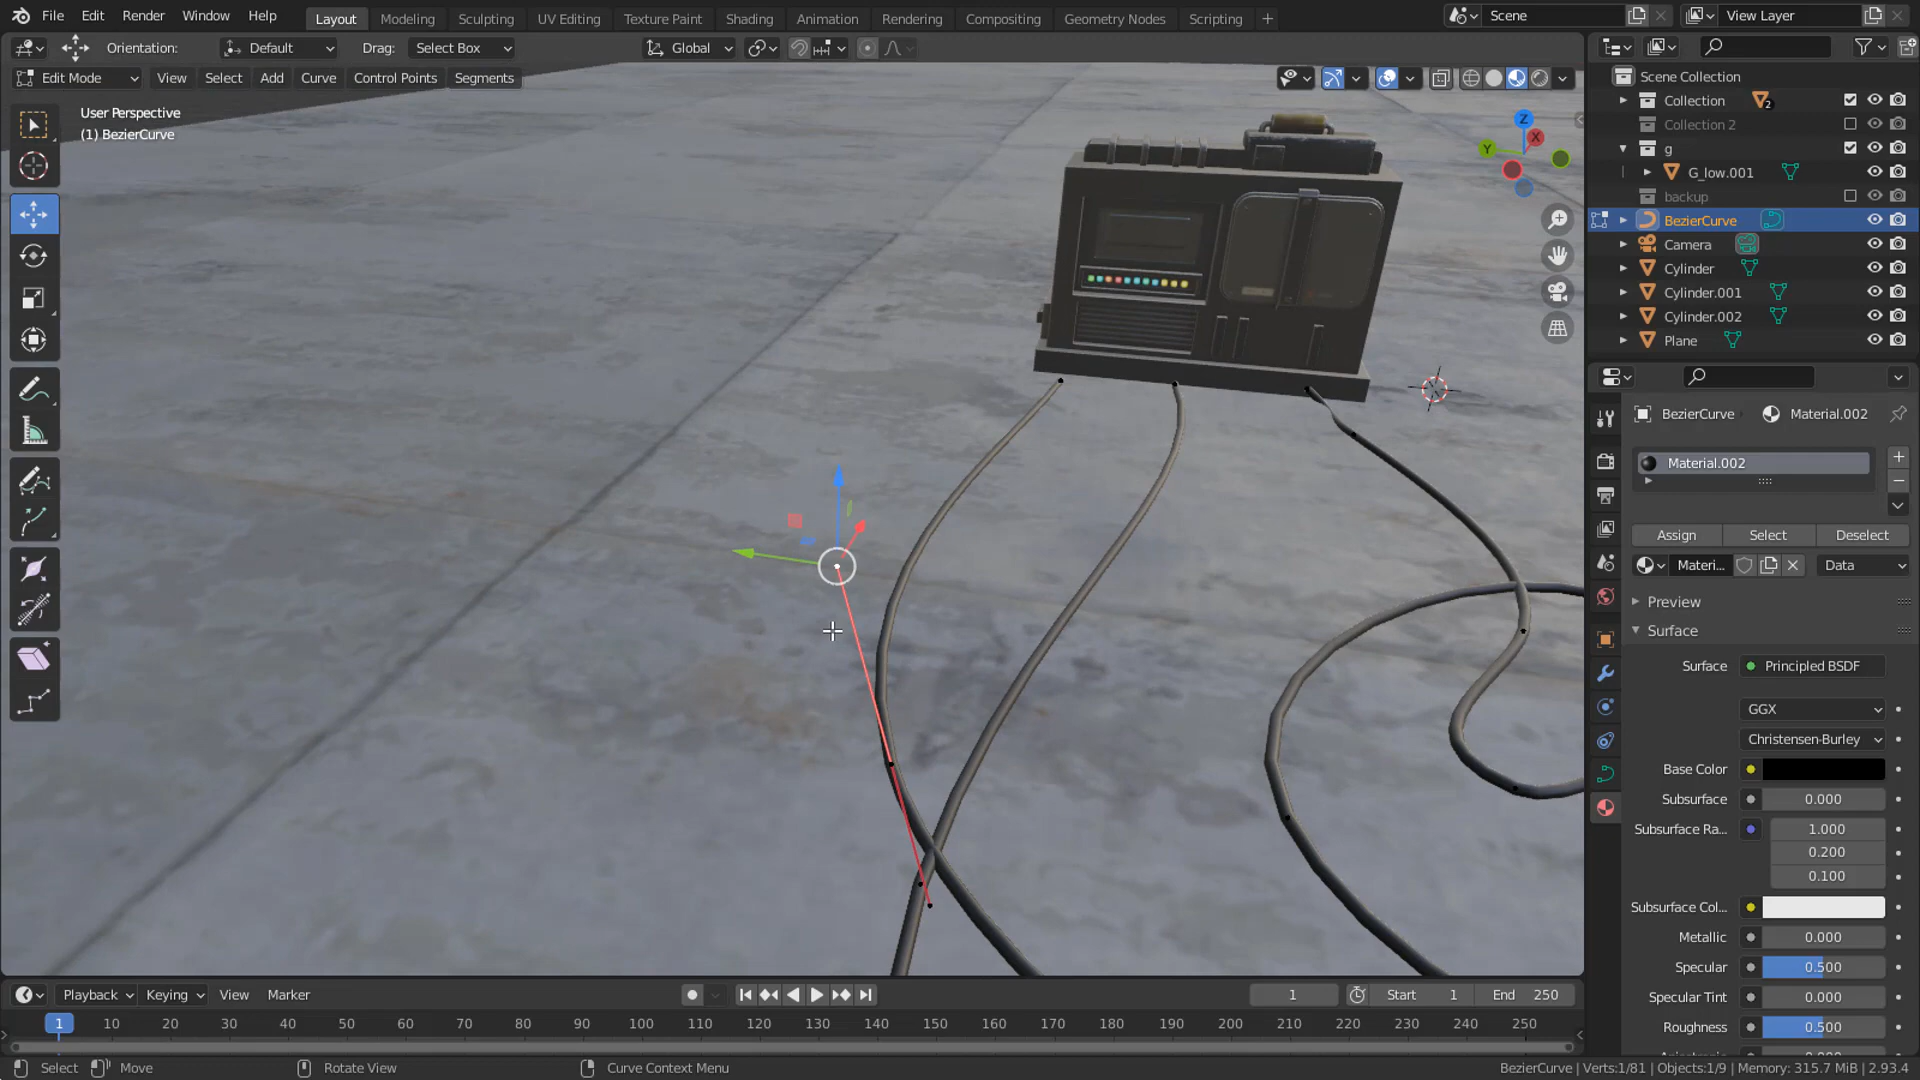 File Edit Render Window Help Layout Modeling Sculpting UV Editing Texture Paint Shading Animation Rendering Compositing Geometry Nodes Scripting + Scene View Layer
Orientation: Default Drag: Select Box Global
Edit Mode View Select Add Curve Control Points Segments
User Perspective
(1) BezierCurve
Z
X
Y
Scene Collection
Collection 2
Collection 2
g
G_low.001
backup
BezierCurve
Camera
Cylinder
Cylinder.001
Cylinder.002
Plane
BezierCurve Material.002
Material.002
Assign Select Deselect
Materi... Data
Preview
Surface
Surface Principled BSDF
GGX
Christensen-Burley
Base Color
Subsurface 0.000
Subsurface Ra... 1.000
0.200
0.100
Subsurface Col...
Metallic 0.000
Specular 0.500
Specular Tint 0.000
Roughness 0.500
Playback Keying View Marker 1 Start 1 End 250
1 10 20 30 40 50 60 70 80 90 100 110 120 130 140 150 160 170 180 190 200 210 220 230 240 250
Select Move Rotate View Curve Context Menu BezierCurve | Verts:1/81 | Objects:1/9 | Memory: 315.7 MiB | 2.93.4